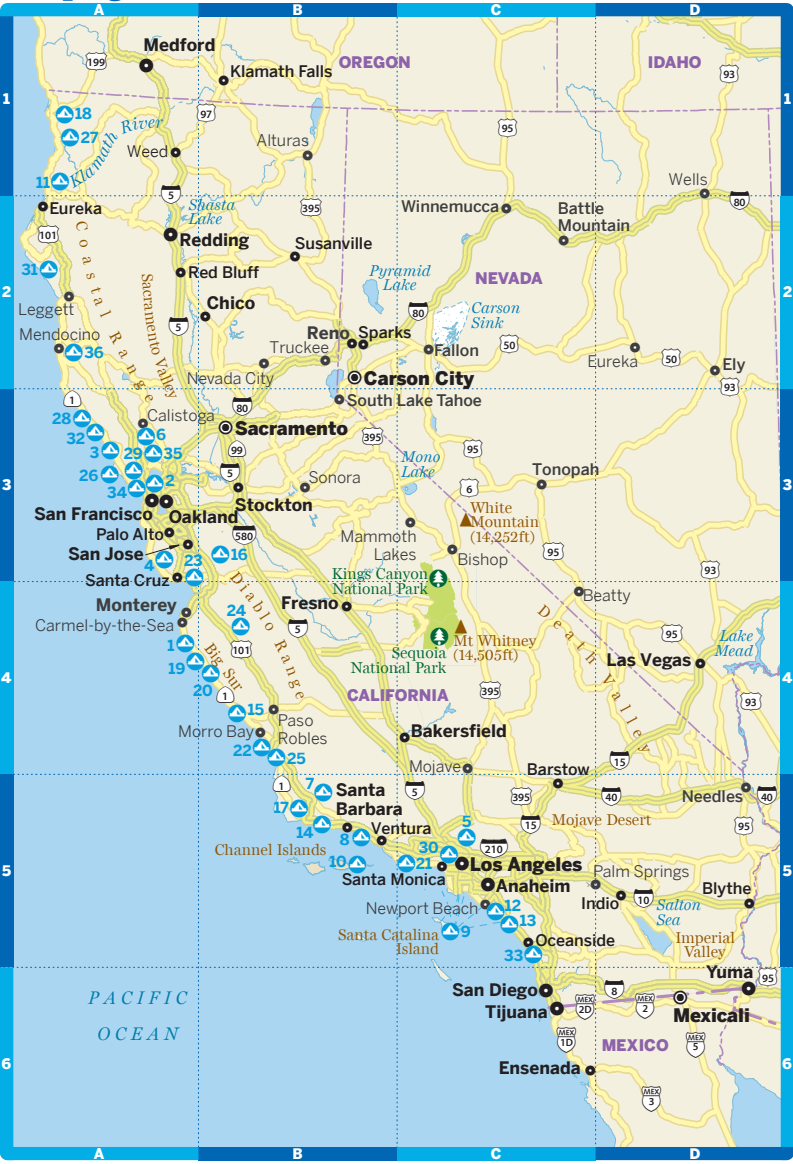 A
B
C
D
1
1
Medford
199
Klamath Falls
OREGON
IDAHO
93
18
97
27
Klamath River
95
Alturas
Weed
11
Wells
5
80
Shasta
Lake
395
Winnemucca
Battle
Mountain
Eureka
101
Redding
Susanville
Coastal Range
Sacramento Valley
31
Red Bluff
Pyramid
Lake
NEVADA
2
2
Leggett
Chico
80
Carson
Sink
5
Mendocino
Reno
Sparks
50
36
Truckee
Fallon
Eureka
50
Ely
Nevada City
Carson City
93
1
80
South Lake Tahoe
28
Calistoga
Sacramento
32
6
395
3
29
35
99
95
Mono
Lake
26
2
5
Sonora
Tonopah
3
3
34
6
San Francisco
Oakland
Stockton
White
Mountain
(14,252ft)
Palo Alto
580
Mammoth
Lakes
San Jose
16
95
Bishop
4
23
93
Santa Cruz
Kings Canyon
National Park
Monterey
Diablo Range
Fresno
Beatty
Carmel-by-the-Sea
24
5
Death Valley
95
Lake
Mead
1
101
Mt Whitney
(14,505ft)
Sequoia
National Park
Las Vegas
19
Big Sur
4
4
20
1
CALIFORNIA
395
93
15
Paso
Robles
Morro Bay
Bakersfield
22
25
15
Mojave
Barstow
1
7
Santa
Barbara
5
395
40
Needles
40
17
15
Mojave Desert
95
14
8
Ventura
5
210
Channel Islands
30
10
21
Los Angeles
5
5
Santa Monica
Palm Springs
Anaheim
Blythe
Indio
10
Newport Beach
12
Salton
Sea
13
Santa Catalina
Island
9
Oceanside
Imperial
Valley
33
Yuma
95
San Diego
8
PACIFIC
OCEAN
Tijuana
MEX
2D
MEX
2
Mexicali
MEX
1D
MEXICO
MEX
5
6
6
Ensenada
MEX
3
A
B
C
D